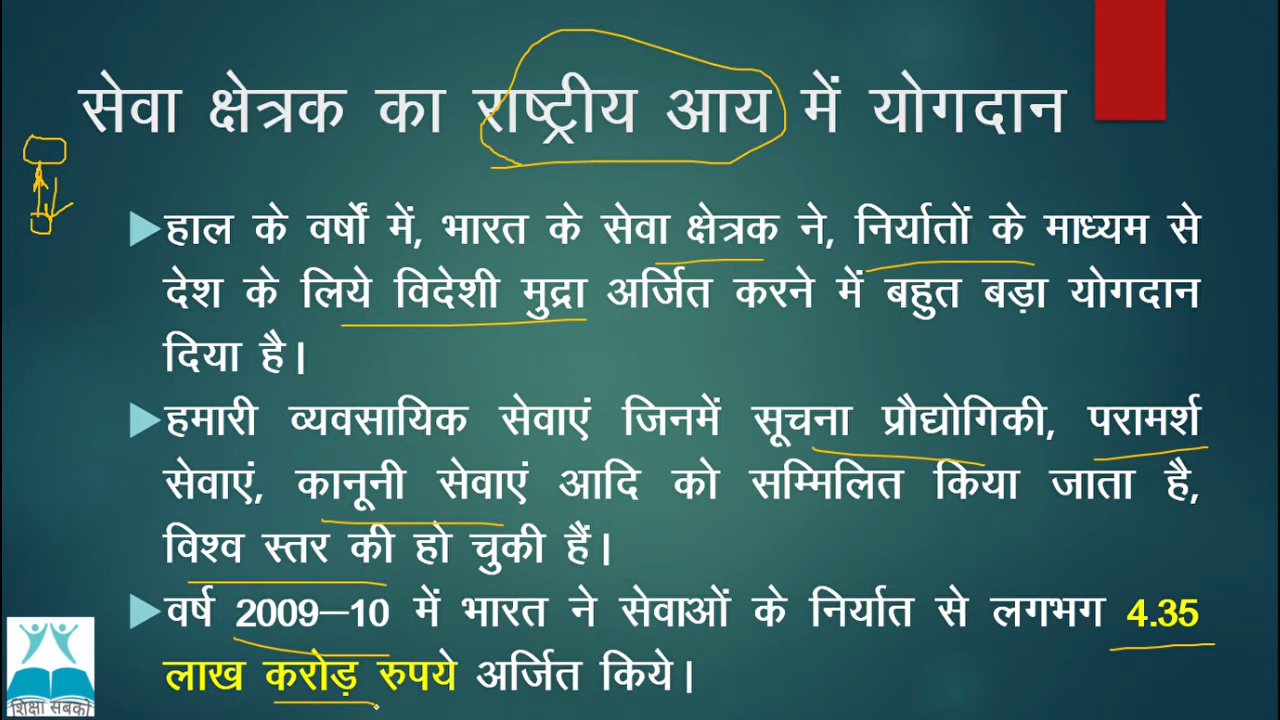 सेवा क्षेत्रक का राष्ट्रीय आय में योगदान
हाल के वर्षों में, भारत के सेवा क्षेत्रक ने, निर्यातों के माध्यम से
देश के लिये विदेशी मुद्रा अर्जित करने में बहुत बड़ा योगदान
दिया है।
हमारी व्यवसायिक सेवाएं जिनमें सूचना प्रौद्योगिकी, परामर्श
सेवाएं, कानूनी सेवाएं आदि को सम्मिलित किया जाता है,
विश्व स्तर की हो चुकी हैं।
वर्ष 2009–10 में भारत ने सेवाओं के निर्यात से लगभग 4.35
लाख करोड़ रुपये अर्जित किये।
शिक्षा सबको